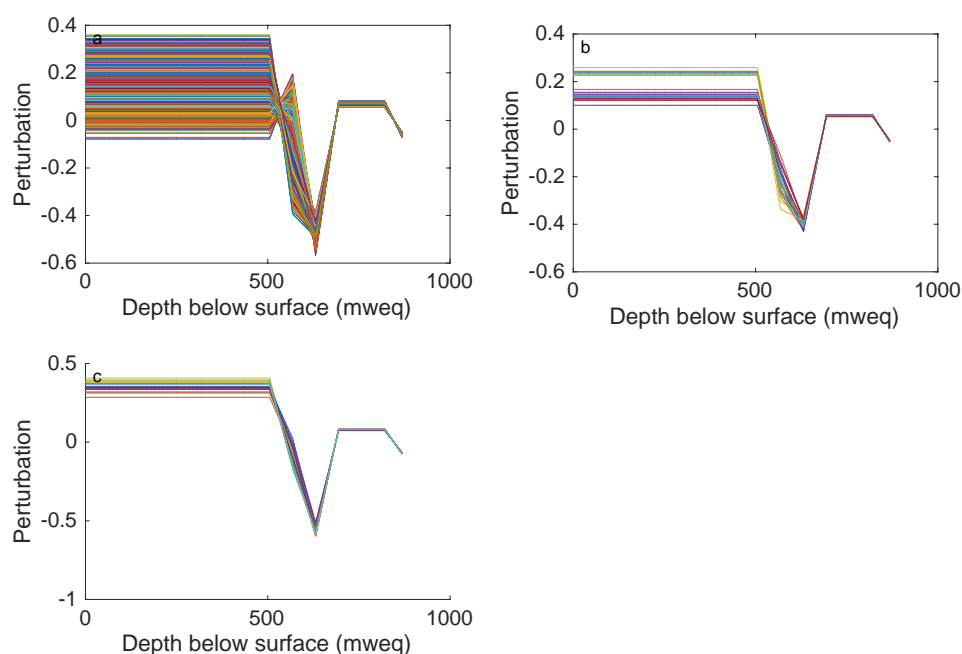 a
0.4
0.2
0
-0.2
-0.4
-0.6
Perturbation
0 500 1000
Depth below surface (mweq)
b
0.4
0.2
0
-0.2
-0.4
-0.6
Perturbation
0 500 1000
Depth below surface (mweq)
c
0.5
0
-0.5
-1
Perturbation
0 500 1000
Depth below surface (mweq)